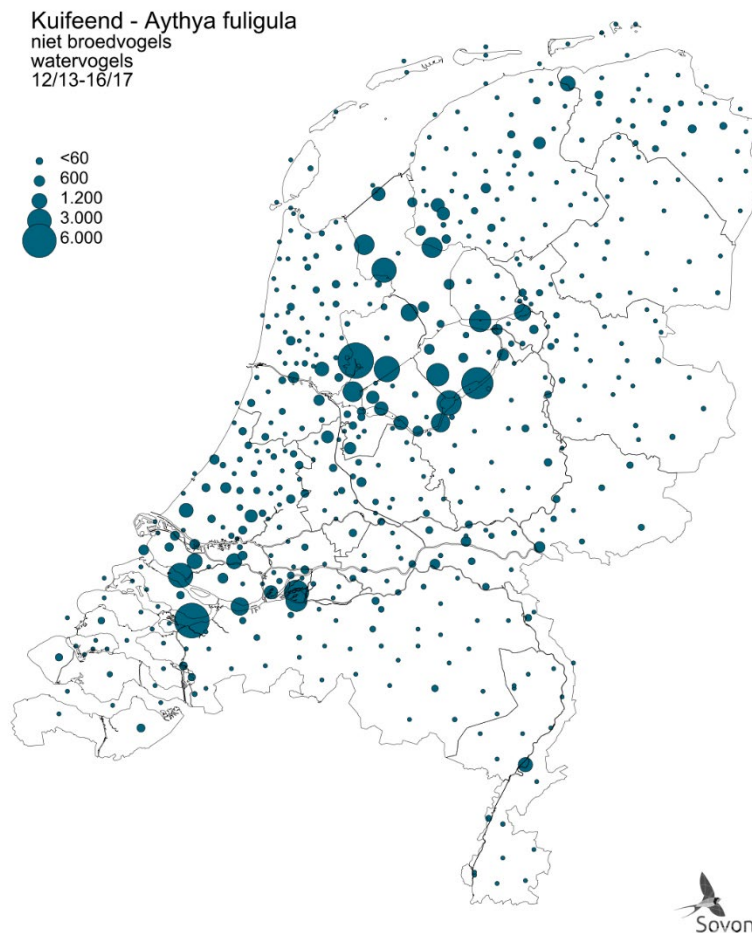 Kuifeend - Aythya fuligula
niet broedvogels
watervogels
12/13-16/17
<60
600
1.200
3.000
6.000
Sovon